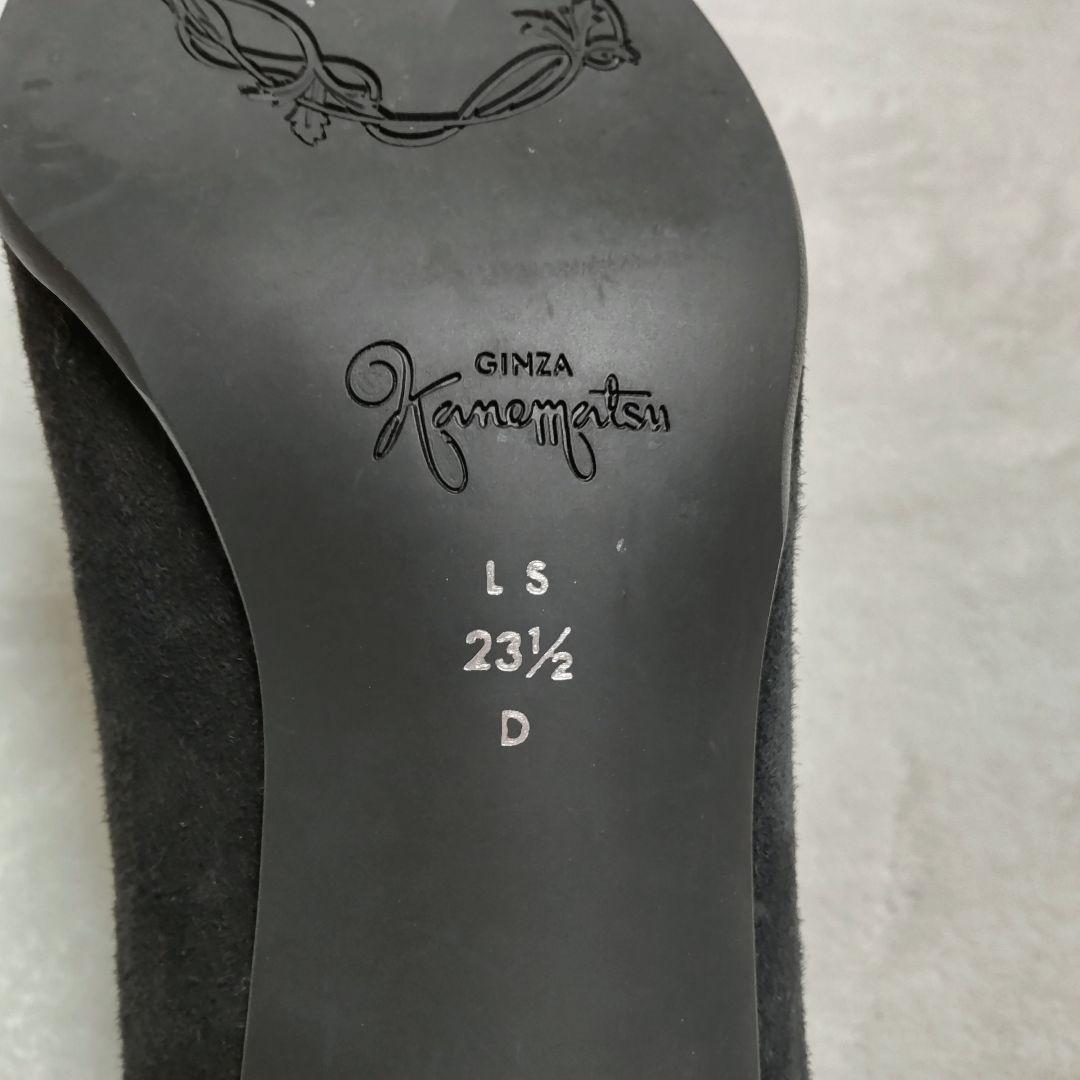 GINZA
Kanematsu
L S
23½
D